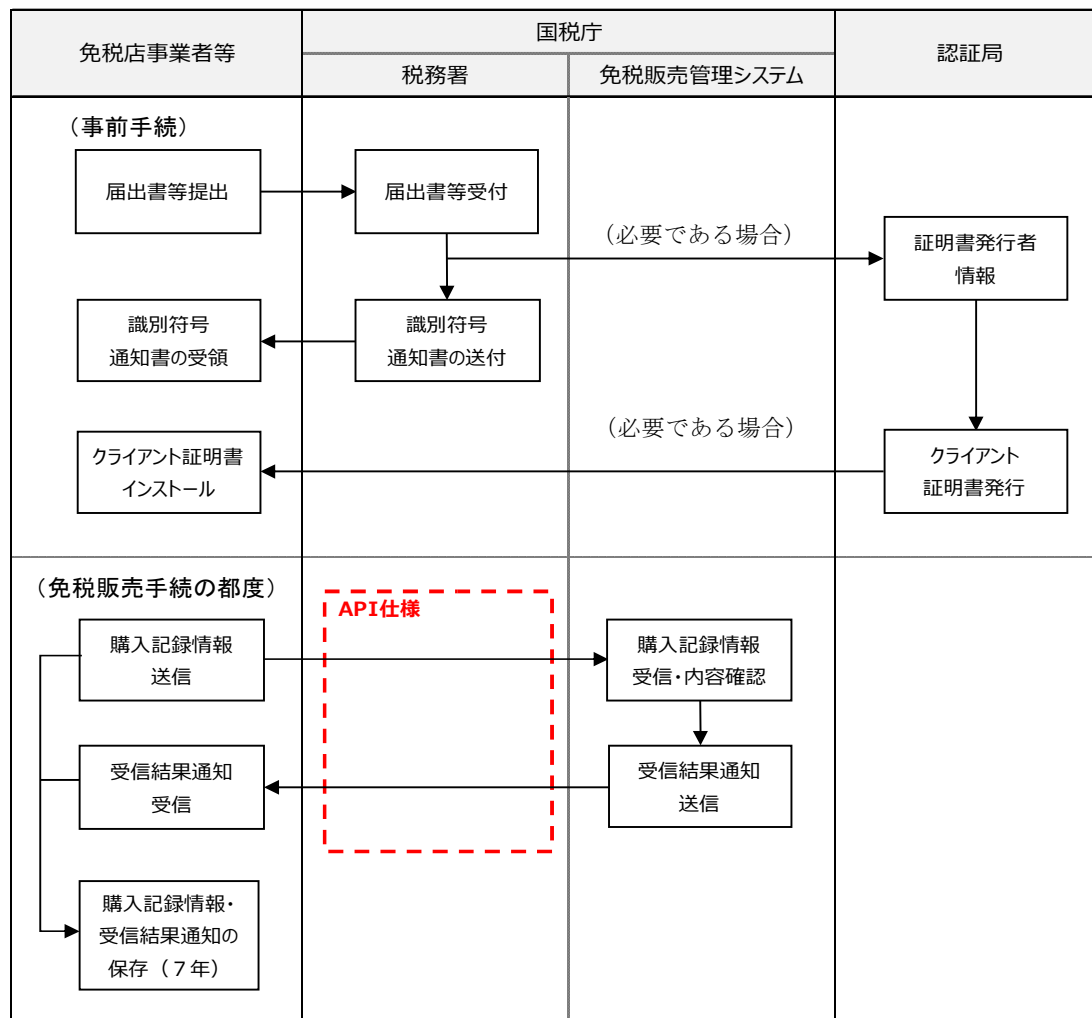 免税店事業者等
国税庁
税務署
免税販売管理システム
認証局
（事前手続）
届出書等提出
届出書等受付
（必要である場合）
証明書発行者
情報
識別符号
通知書の受領
識別符号
通知書の送付
（必要である場合）
クライアント証明書
インストール
クライアント
証明書発行
（免税販売手続の都度）
API仕様
購入記録情報
送信
購入記録情報
受信・内容確認
受信結果通知
受信
受信結果通知
送信
購入記録情報・
受信結果通知の
保存（７年）